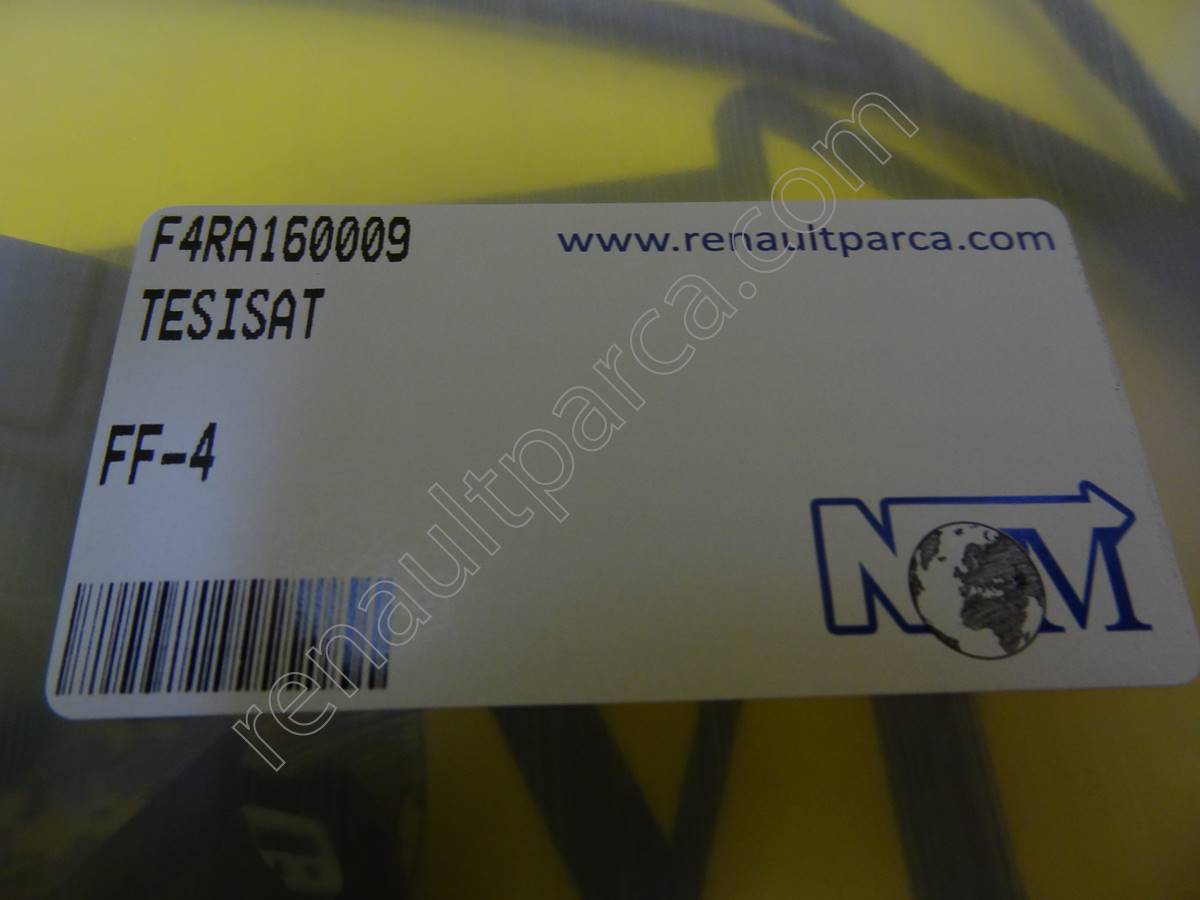 F4RA160009
www.renaultparca.com
TESISAT
FF-4
NOM
renaultparca.com